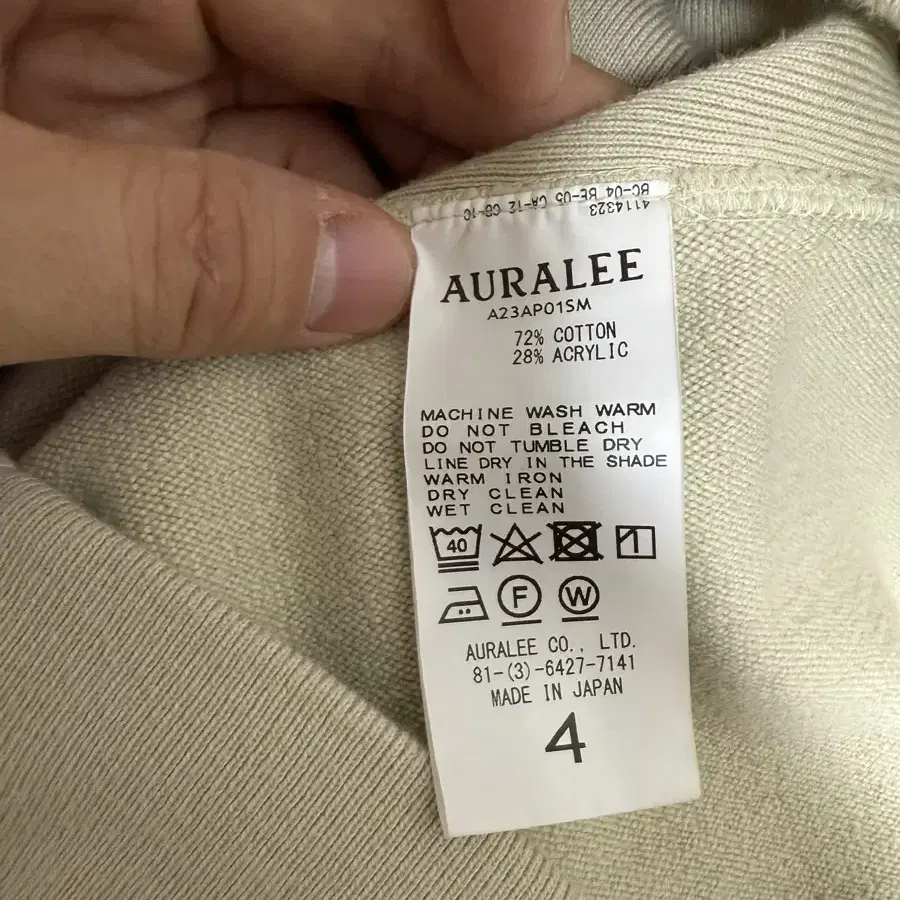 BC-04 BE-05 CA-12 CB-10
4114323
AURALEE
A23AP01SM
72% COTTON
28% ACRYLIC
MACHINE WASH WARM
DO NOT BLEACH
DO NOT TUMBLE DRY
LINE DRY IN THE SHADE
WARM IRON
DRY CLEAN
WET CLEAN
40
F
W
AURALEE CO., LTD.
81-(3)-6427-7141
MADE IN JAPAN
4